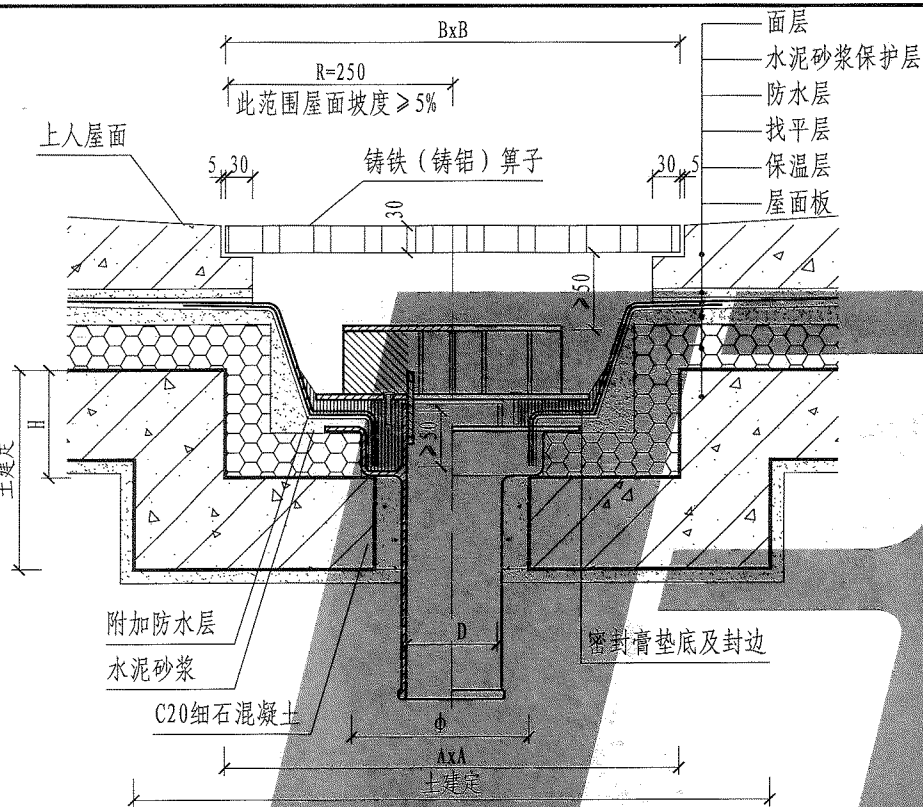 BxB
面层
水泥砂浆保护层
防水层
找平层
保温层
屋面板
R=250
此范围屋面坡度≥5%
上人屋面
5 30
铸铁（铸铝）箅子
30 5
30
≥50
H
土建定
≥50
附加防水层
水泥砂浆
C20细石混凝土
D
密封膏垫底及封边
ф
AxA
土建定